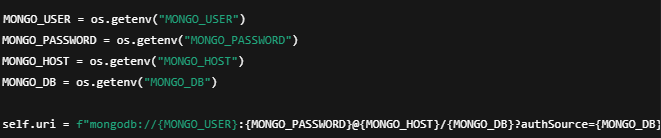 MONGO_USER = os.getenv("MONGO_USER")
MONGO_PASSWORD = os.getenv("MONGO_PASSWORD")
MONGO_HOST = os.getenv("MONGO_HOST")
MONGO_DB = os.getenv("MONGO_DB")
self.uri = f"mongodb://{MONGO_USER}:{MONGO_PASSWORD}@{MONGO_HOST}/{MONGO_DB}?authSource={MONGO_DB